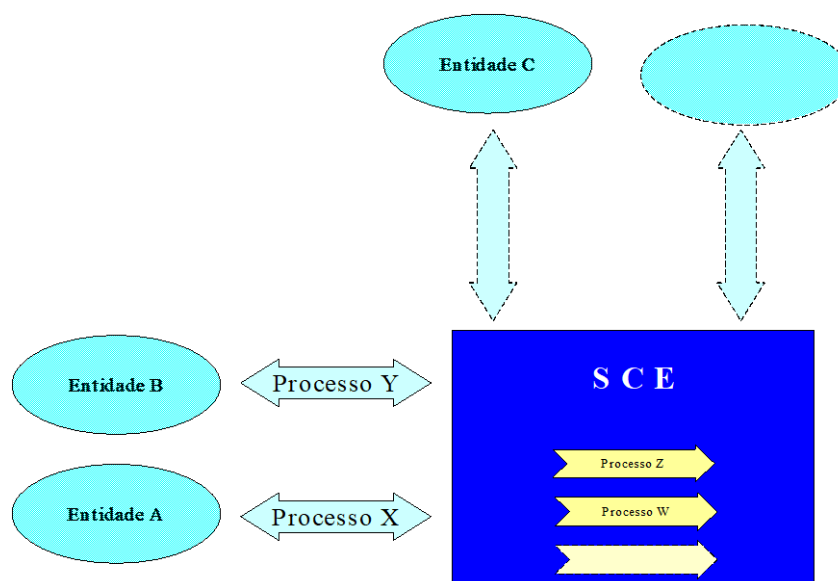 Entidade C
S C E
Entidade B
Processo Y
Processo Z
Entidade A
Processo X
Processo W